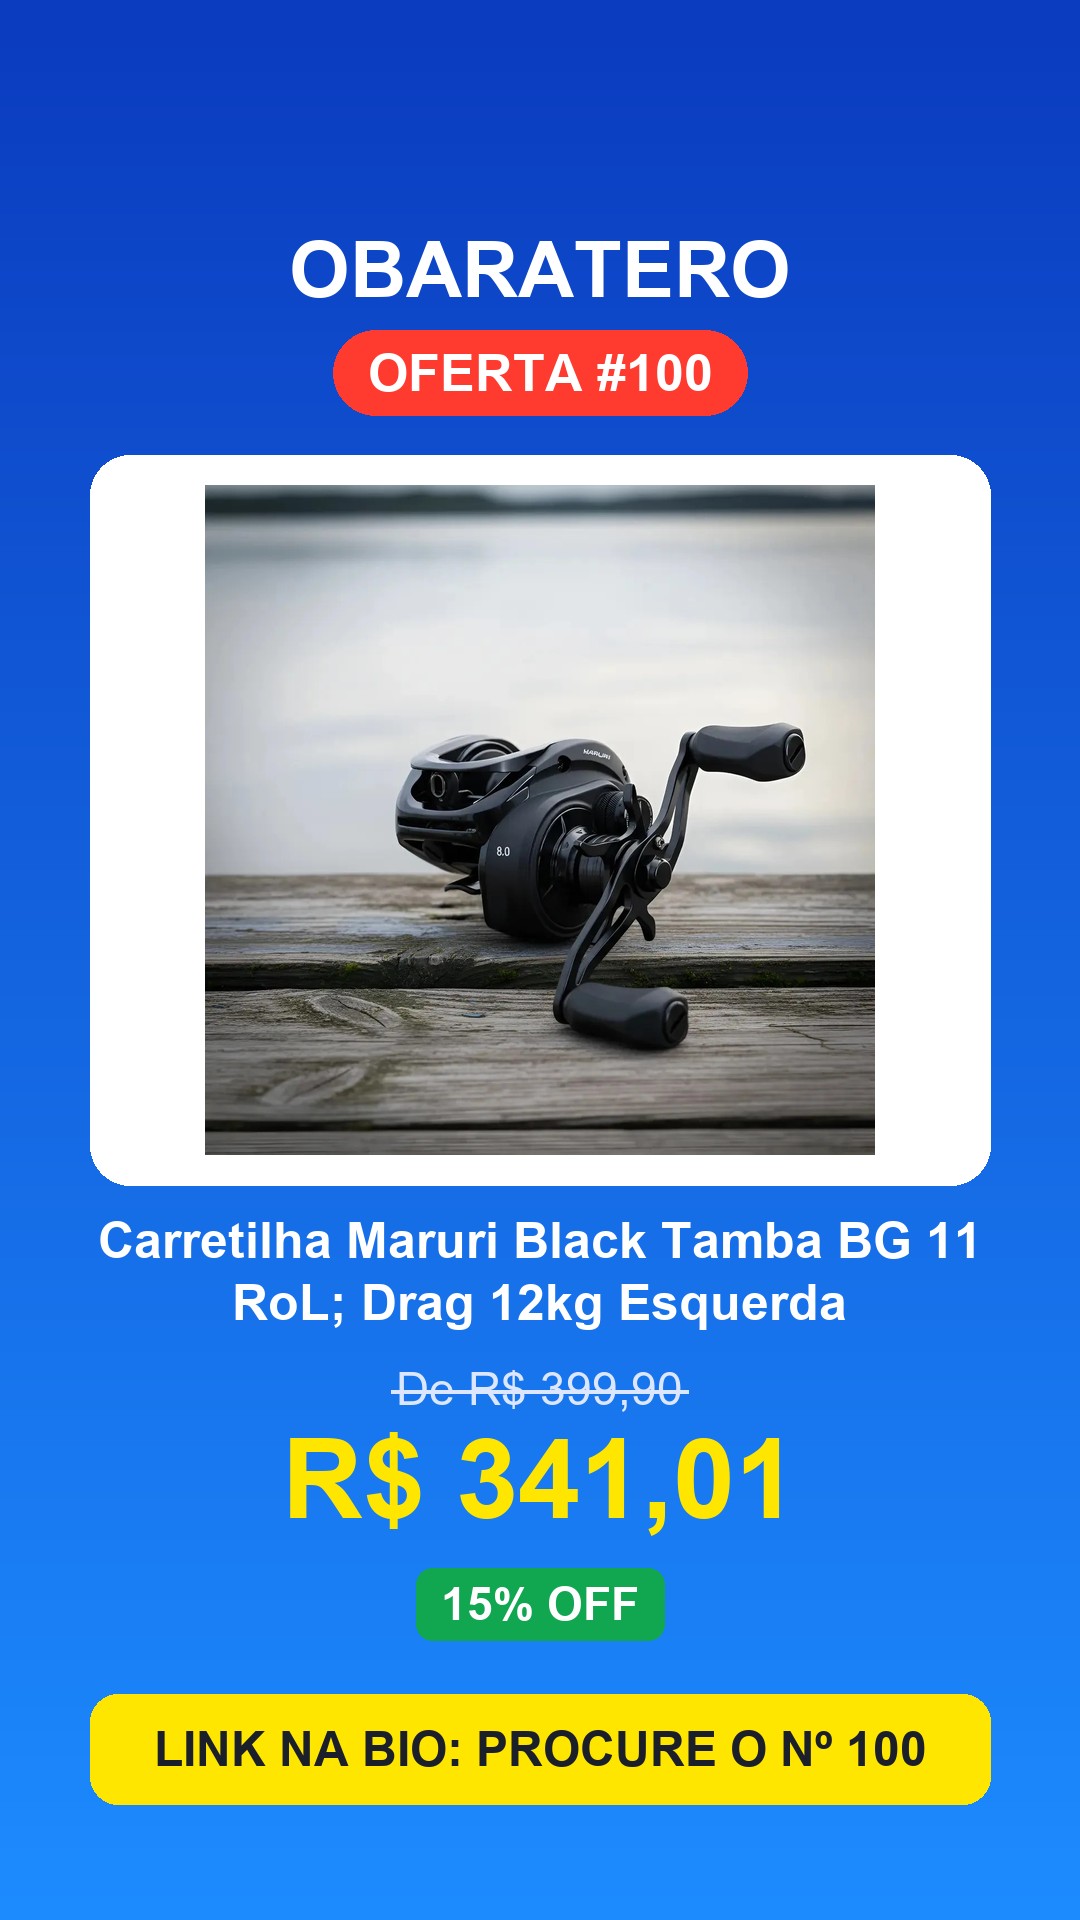 OBARATERO
OFERTA #100
MARURI
8.0
Carretilha Maruri Black Tamba BG 11
RoL; Drag 12kg Esquerda
De R$ 399,90
R$ 341,01
15% OFF
LINK NA BIO: PROCURE O Nº 100